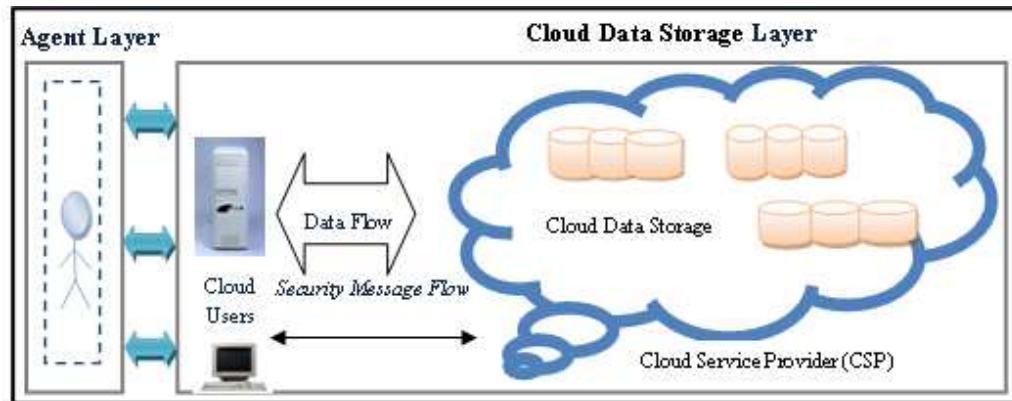 Agent Layer
Cloud Data Storage Layer
Data Flow
Cloud Data Storage
Cloud
Users
Security Message Flow
Cloud Service Provider (CSP)